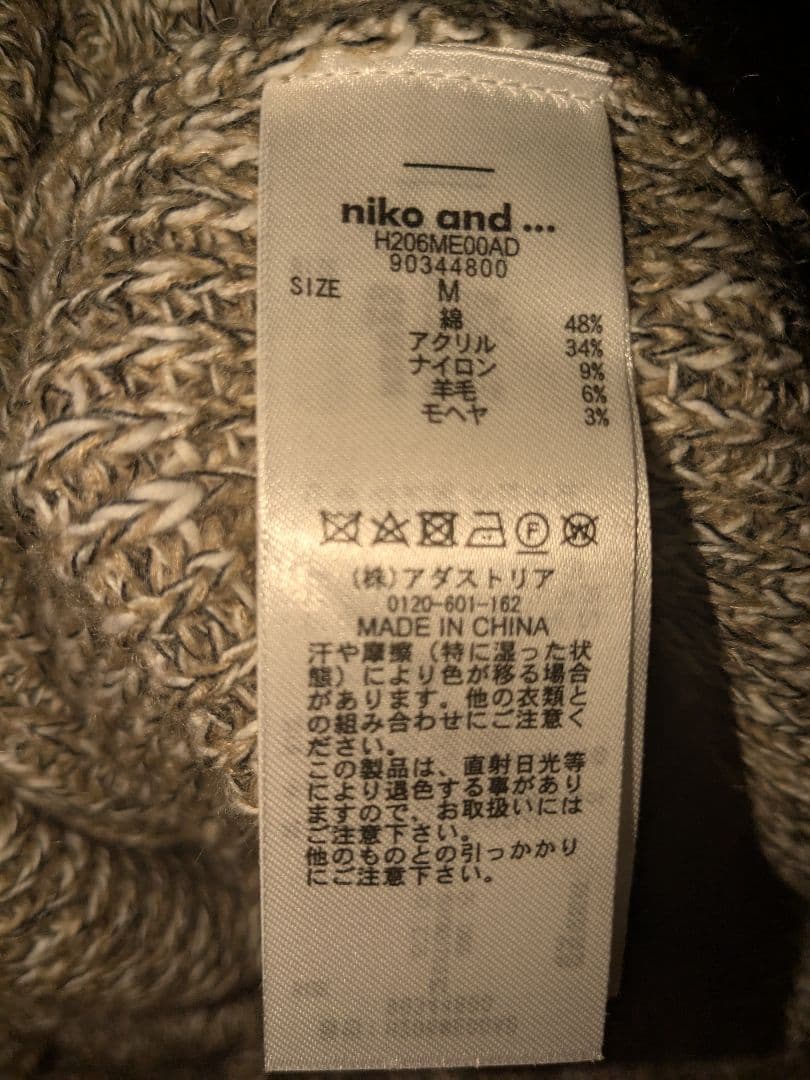 niko and ...
H206ME00AD
90344800
SIZE M
綿 48%
アクリル 34%
ナイロン 9%
羊毛 6%
モヘヤ 3%
F W
(株)アダストリア
0120-601-162
MADE IN CHINA
汗や摩擦(特に湿った状
態)により色が移る場合
があります。他の衣類と
の組み合わせにご注意く
ださい。
この製品は、直射日光等
により退色する事があり
ますので、お取扱いには
ご注意下さい。
他のものとの引っかかり
にご注意下さい。